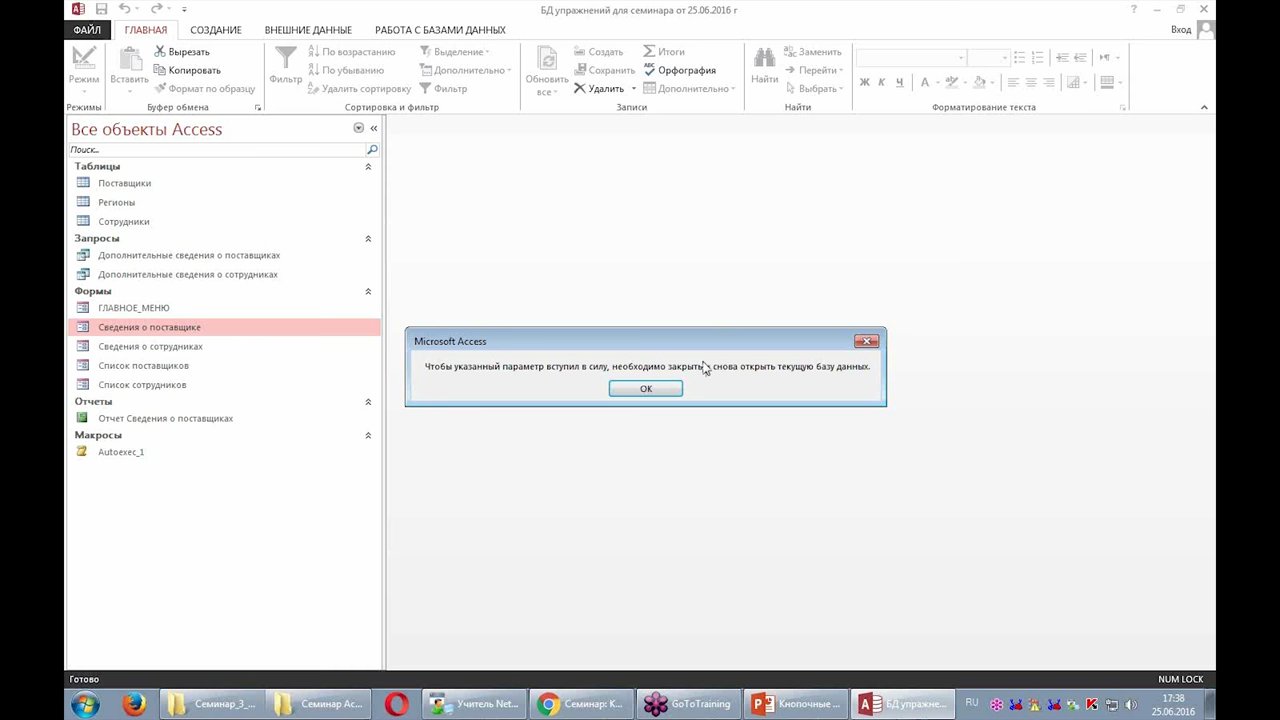 БД упражнений для семинара от 25.06.2016 г
ФАЙЛ ГЛАВНАЯ СОЗДАНИЕ ВНЕШНИЕ ДАННЫЕ РАБОТА С БАЗАМИ ДАННЫХ Вход
Режим
Режимы
Вставить
Вырезать
Копировать
Формат по образцу
Буфер обмена
Фильтр
По возрастанию
По убыванию
Удалить сортировку
Выделение
Дополнительно
Фильтр
Сортировка и фильтр
Обновить
все
Создать
Сохранить
Удалить
Итоги
Орфография
Дополнительно
Записи
Найти
Заменить
Перейти
Выбрать
Найти
Ж К Ч А
Форматирование текста
Все объекты Access
Поиск...
Таблицы
Поставщики
Регионы
Сотрудники
Запросы
Дополнительные сведения о поставщиках
Дополнительные сведения о сотрудниках
Формы
ГЛАВНОЕ_МЕНЮ
Сведения о поставщике
Сведения о сотрудниках
Список поставщиков
Список сотрудников
Отчеты
Отчет Сведения о поставщиках
Макросы
Autoexec_1
Microsoft Access
Чтобы указанный параметр вступил в силу, необходимо закрыть снова открыть текущую базу данных.
OK
Готово NUM LOCK
Семинар_3_... Семинар Ac... Учитель Net... Семинар: К... GoToTraining Кнопочные ... БД упражне... RU 17:38
25.06.2016